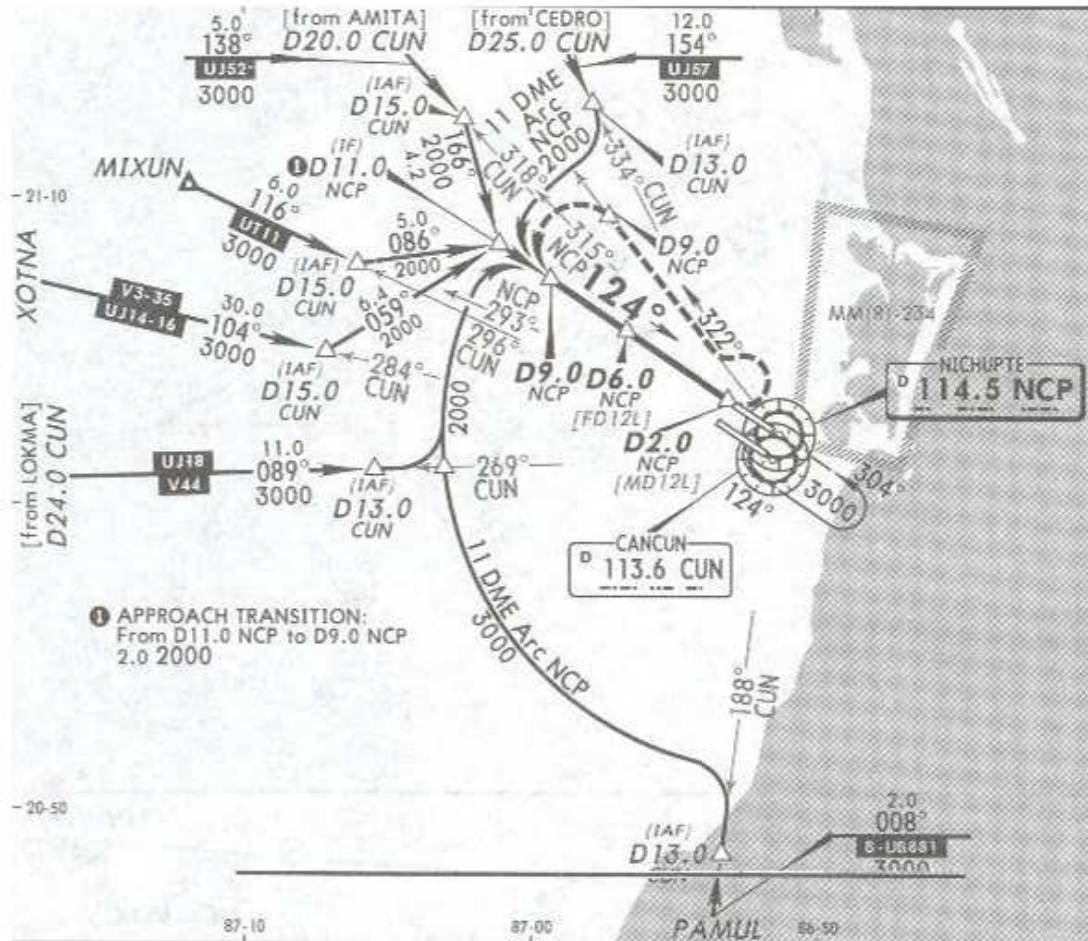 5.0
138°
UJ52
3000
[from AMITA]
D20.0 CUN
[from CEDRO]
D25.0 CUN
12.0
154°
UJ57
3000
(IAF)
D15.0
CUN
11 DME
Arc
NCP
2000
(IAF)
D13.0
CUN
(IF)
1 D11.0
NCP
166°
2000
4.2
318°
CUN
334° CUN
MIXUN
21-10
6.0
116°
UT11
3000
5.0
086°
2000
315°
NCP
D9.0
NCP
124°
322°
(IAF)
D15.0
CUN
XOTNA
V3-35
UJ14-16
30.0
104°
3000
6.4
059°
2000
NCP
293°
296°
CUN
284°
CUN
(IAF)
D15.0
CUN
D9.0
NCP
D6.0
NCP
[FD12L]
D2.0
NCP
[MD12L]
MM(R)-234
NICHUPTE
D 114.5 NCP
304°
3000
124°
[from LOKMA]
D24.0 CUN
UJ18
V44
11.0
089°
3000
(IAF)
D13.0
CUN
2000
269°
CUN
CANCUN
D 113.6 CUN
11 DME Arc NCP
3000
1 APPROACH TRANSITION:
From D11.0 NCP to D9.0 NCP
2.0 2000
188°
CUN
20-50
(IAF)
D13.0
CUN
2.0
008°
3000
PAMUL
87-10
87-00
86-50